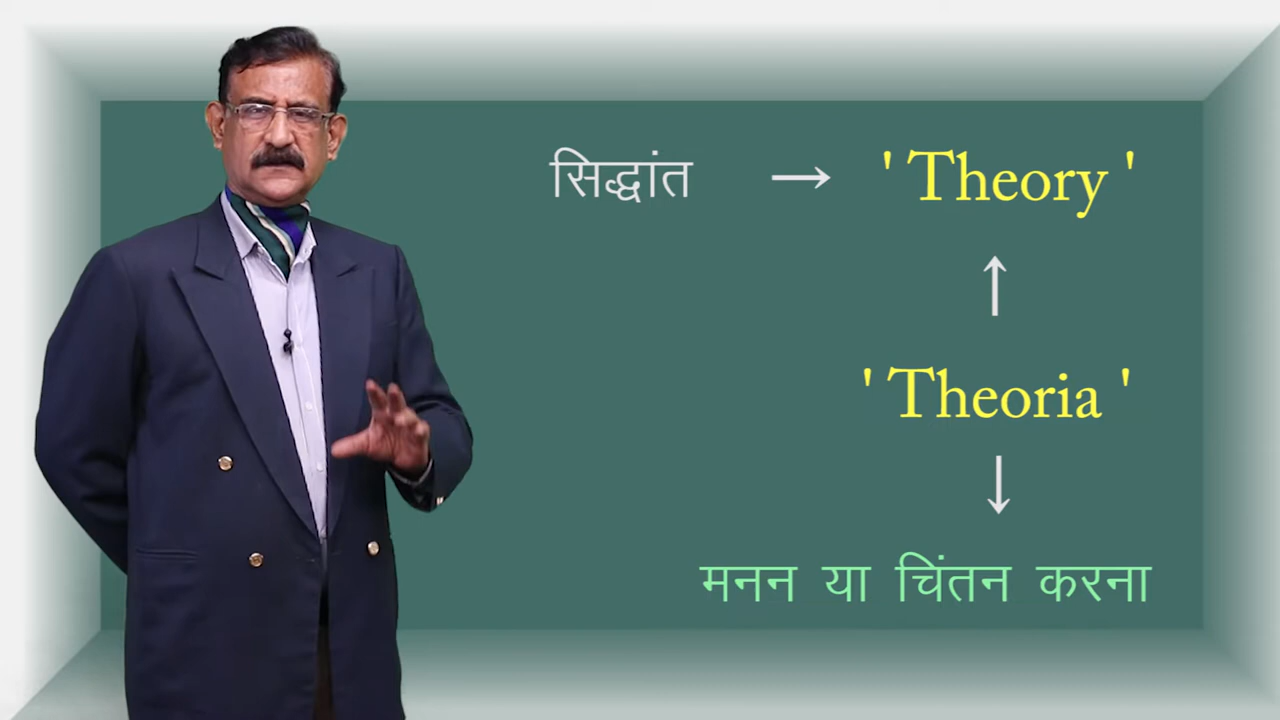 सिद्धांत → ' Theory '
↑
' Theoria '
↓
मनन या चिंतन करना